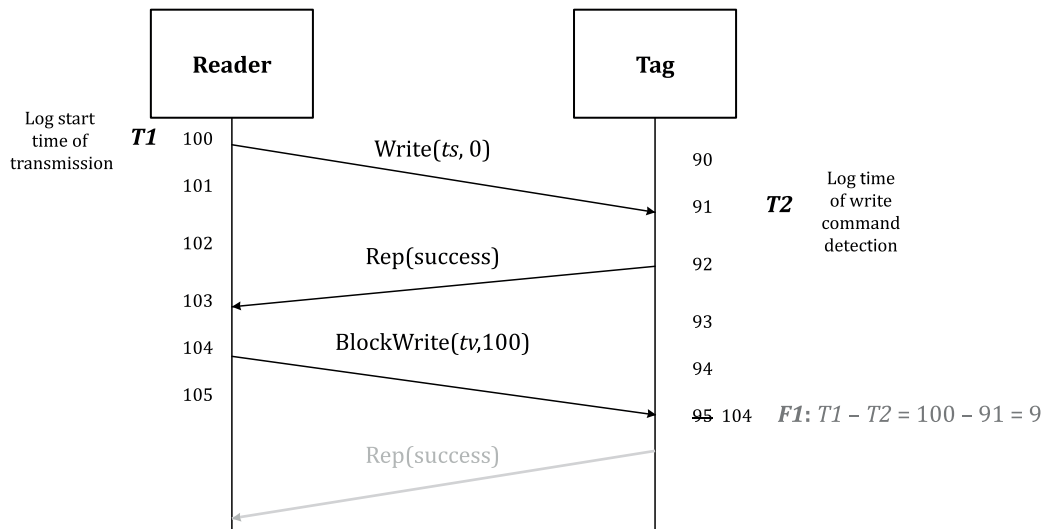 Reader
Tag
Log start
time of
transmission
T1
100
Write(ts, 0)
90
101
91
T2
Log time
of write
command
detection
102
Rep(success)
92
103
93
104
BlockWrite(tv,100)
94
105
95 104
F1: T1 – T2 = 100 – 91 = 9
Rep(success)